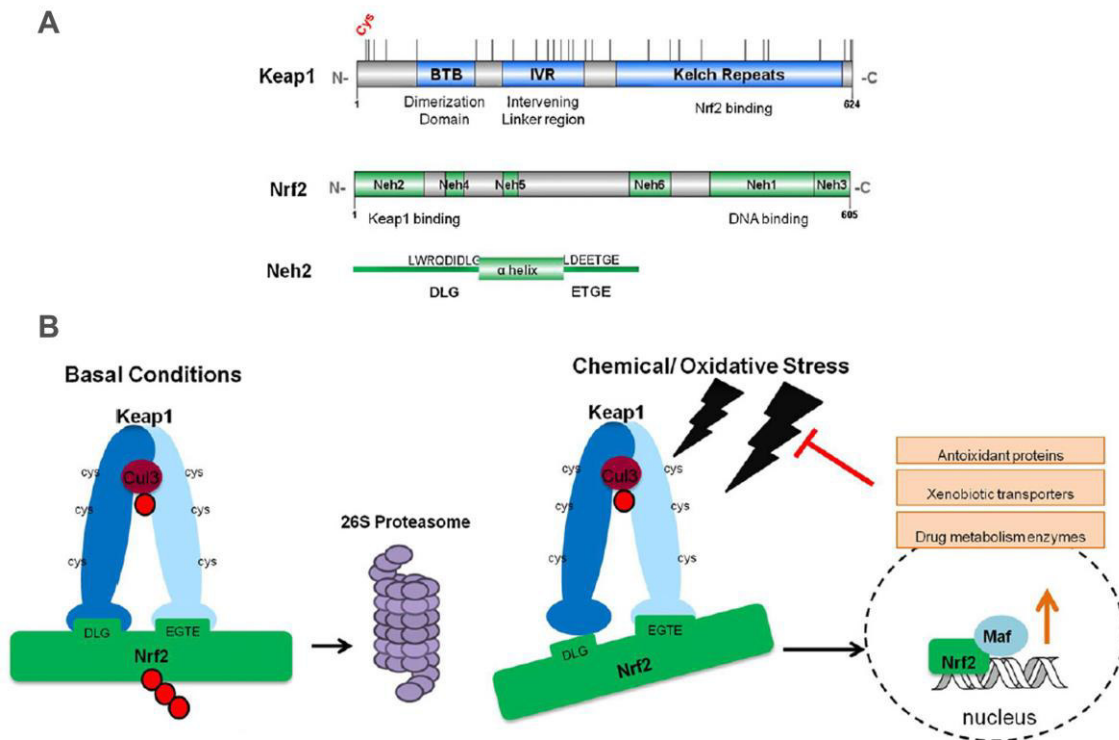 A
Cys
Keap1 N- BTB IVR Kelch Repeats -C
1 Dimerization Domain Intervening Linker region Nrf2 binding 624
Nrf2 N- Neh2 Neh4 Neh5 Neh6 Neh1 Neh3 -C
1 Keap1 binding DNA binding 605
LWRQDIDLG LDEETGE
Neh2 α helix
DLG ETGE
B
Basal Conditions
Keap1
cys cys
Cul3
cys cys
cys cys
DLG EGTE
Nrf2
26S Proteasome
Chemical/ Oxidative Stress
Keap1
cys cys
Cul3
cys cys
cys cys
DLG EGTE
Nrf2
Antoixidant proteins
Xenobiotic transporters
Drug metabolism enzymes
Maf
Nrf2
nucleus